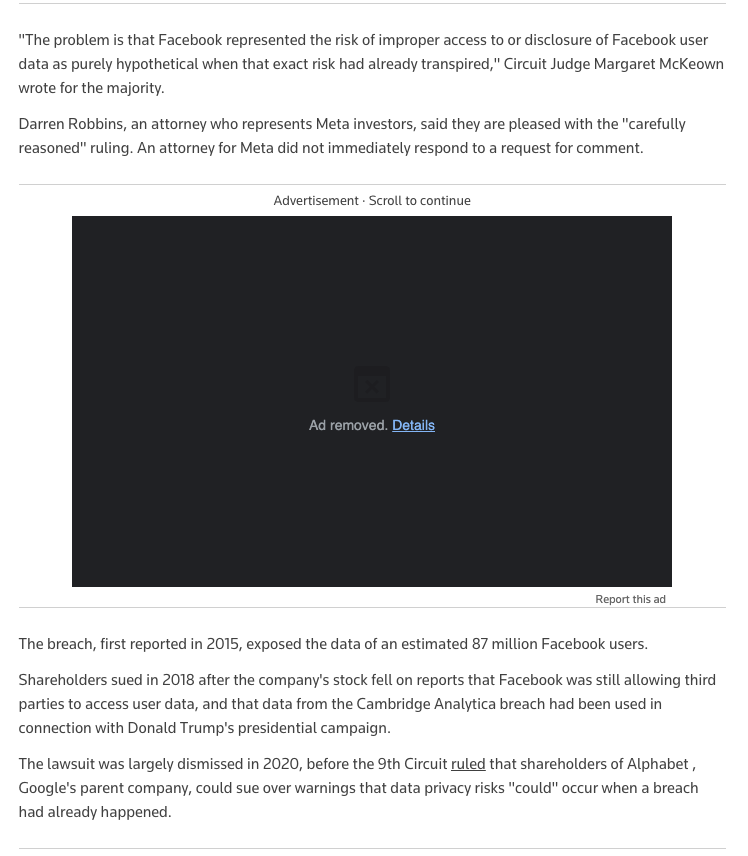 "The problem is that Facebook represented the risk of improper access to or disclosure of Facebook user
data as purely hypothetical when that exact risk had already transpired," Circuit Judge Margaret McKeown
wrote for the majority.
Darren Robbins, an attorney who represents Meta investors, said they are pleased with the "carefully
reasoned" ruling. An attorney for Meta did not immediately respond to a request for comment.
Advertisement · Scroll to continue
Ad removed. Details
Report this ad
The breach, first reported in 2015, exposed the data of an estimated 87 million Facebook users.
Shareholders sued in 2018 after the company's stock fell on reports that Facebook was still allowing third
parties to access user data, and that data from the Cambridge Analytica breach had been used in
connection with Donald Trump's presidential campaign.
The lawsuit was largely dismissed in 2020, before the 9th Circuit ruled that shareholders of Alphabet ,
Google's parent company, could sue over warnings that data privacy risks "could" occur when a breach
had already happened.